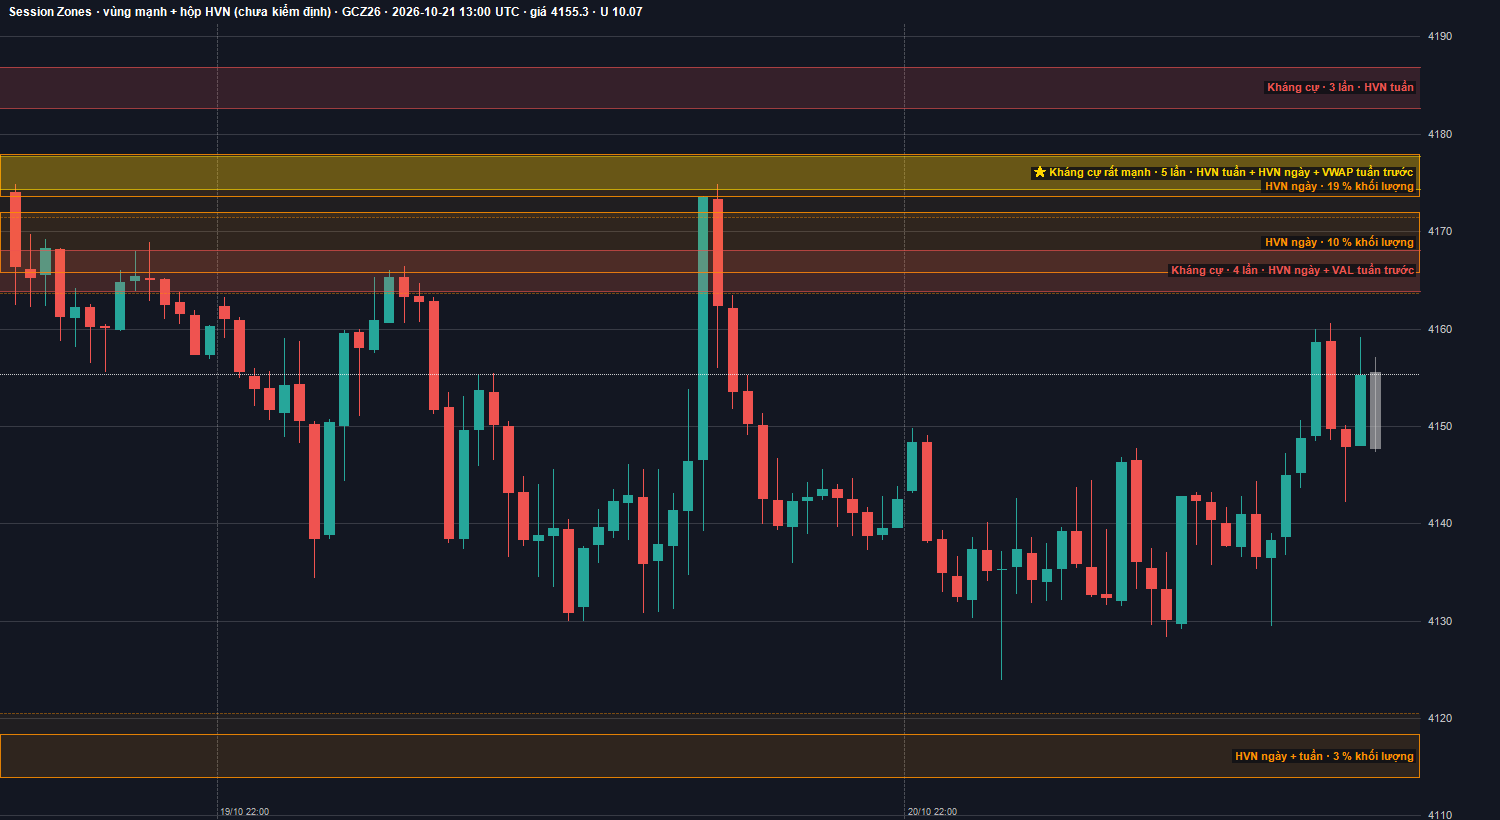 Session Zones · vùng mạnh + hộp HVN (chưa kiểm định) · GCZ26 · 2026-10-21 13:00 UTC · giá 4155.3 · U 10.07
4190
Kháng cự · 3 lần · HVN tuần
4180
★ Kháng cự rất mạnh · 5 lần · HVN tuần + HVN ngày + VWAP tuần trước
HVN ngày · 19 % khối lượng
4170
HVN ngày · 10 % khối lượng
Kháng cự · 4 lần · HVN ngày + VAL tuần trước
4160
4150
4140
4130
4120
HVN ngày + tuần · 3 % khối lượng
19/10 22:00
20/10 22:00
4110